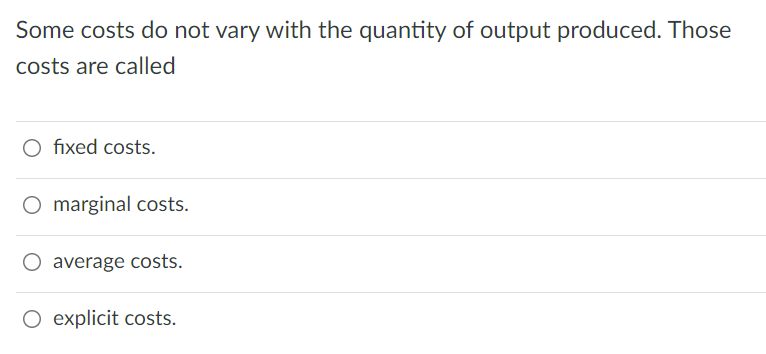 Some costs do not vary with the quantity of output produced. Those
costs are called
fixed costs.
marginal costs.
average costs.
explicit costs.